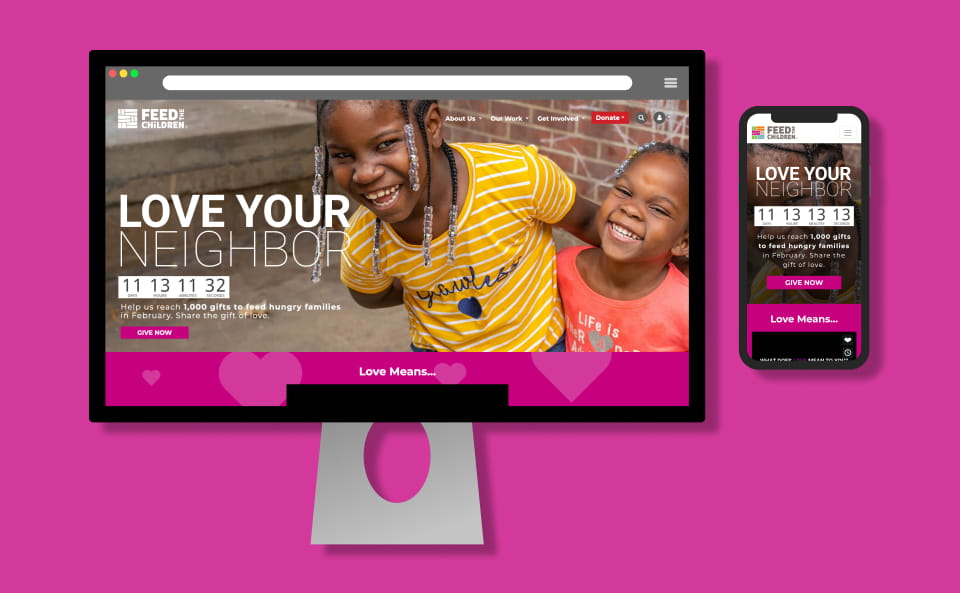 FEED THE
CHILDREN
About Us
Our Work
Get Involved
Donate
LOVE YOUR
NEIGHBOR
11 13 11 32
DAYS HOURS MINUTES SECONDS
Help us reach 1,000 gifts to feed hungry families
in February. Share the gift of love.
GIVE NOW
Love Means...
LiFe is
FEED THE
CHILDREN
LOVE YOUR
NEIGHBOR
11 13 13 13
DAYS HOURS MINUTES SECONDS
Help us reach 1,000 gifts
to feed hungry families
in February. Share the
gift of love.
GIVE NOW
Love Means...
WHAT DOES LOVE MEAN TO YOU?